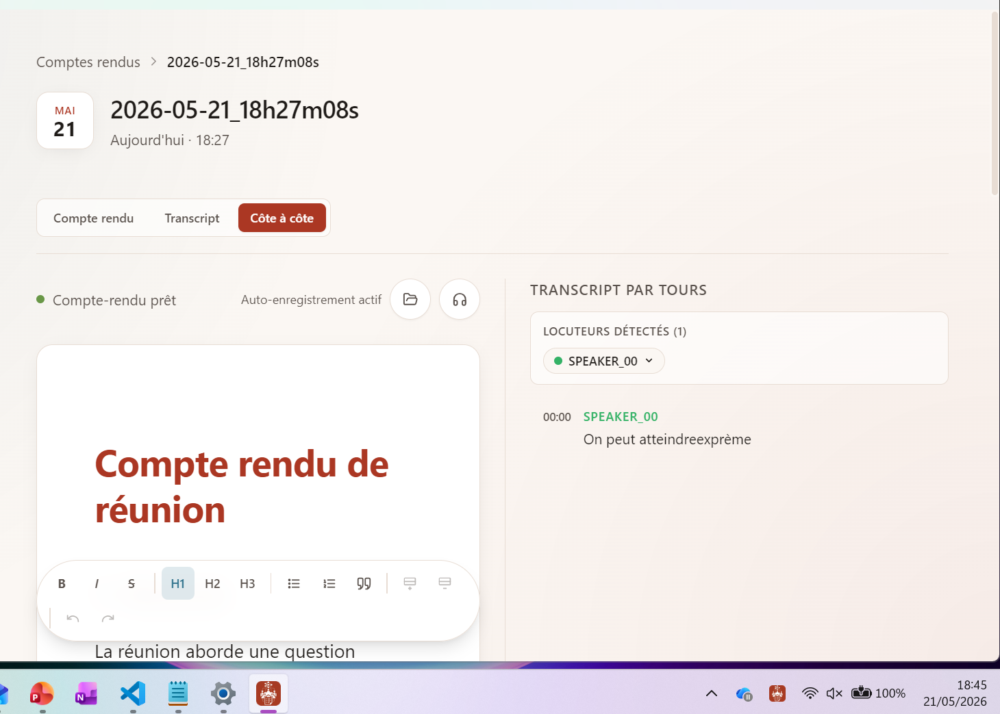 Comptes rendus > 2026-05-21_18h27m08s
MAI
21
2026-05-21_18h27m08s
Aujourd'hui · 18:27
Compte rendu
Transcript
Côte à côte
Compte-rendu prêt
Auto-enregistrement actif
Compte rendu de
réunion
B I S H1 H2 H3
La réunion aborde une question
TRANSCRIPT PAR TOURS
LOCUTEURS DÉTECTÉS (1)
SPEAKER_00
00:00 SPEAKER_00
On peut atteindreexprème
P
N
100%
18:45
21/05/2026